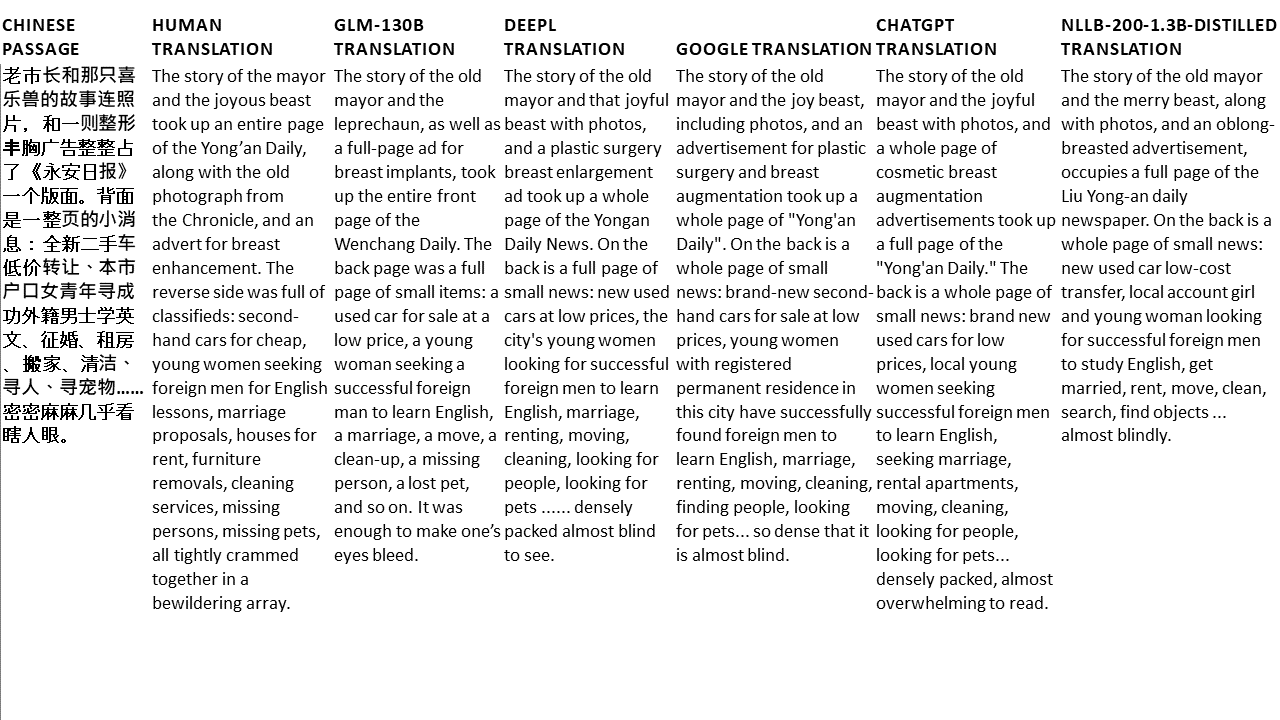 CHINESE PASSAGE
老市长和那只喜
乐兽的故事连照
片，和一则整形
丰胸广告整整占
了《永安日报》
一个版面。背面
是一整页的小消
息：全新二手车
低价转让、本市
户口女青年寻成
功外籍男士学英
文、征婚、租房
、搬家、清洁、
寻人、寻宠物……
密密麻麻几乎看
瞎人眼。
HUMAN TRANSLATION
The story of the mayor
and the joyous beast
took up an entire page
of the Yong’an Daily,
along with the old
photograph from
the Chronicle, and an
advert for breast
enhancement. The
reverse side was full of
classifieds: second-
hand cars for cheap,
young women seeking
foreign men for English
lessons, marriage
proposals, houses for
rent, furniture
removals, cleaning
services, missing
persons, missing pets,
all tightly crammed
together in a
bewildering array.
GLM-130B TRANSLATION
The story of the old
mayor and the
leprechaun, as well as
a full-page ad for
breast implants, took
up the entire front
page of the
Wenchang Daily. The
back page was a full
page of small items: a
used car for sale at a
low price, a young
woman seeking a
successful foreign
man to learn English,
a marriage, a move, a
clean-up, a missing
person, a lost pet,
and so on. It was
enough to make one’s
eyes bleed.
DEEPL TRANSLATION
The story of the old
mayor and that joyful
beast with photos,
and a plastic surgery
breast enlargement
ad took up a whole
page of the Yongan
Daily News. On the
back is a full page of
small news: new used
cars at low prices, the
city's young women
looking for successful
foreign men to learn
English, marriage,
renting, moving,
cleaning, looking for
people, looking for
pets ...... densely
packed almost blind
to see.
GOOGLE TRANSLATION
The story of the old
mayor and the joy beast,
including photos, and an
advertisement for plastic
surgery and breast
augmentation took up a
whole page of "Yong'an
Daily". On the back is a
whole page of small
news: brand-new second-
hand cars for sale at low
prices, young women
with registered
permanent residence in
this city have successfully
found foreign men to
learn English, marriage,
renting, moving, cleaning,
finding people, looking
for pets... so dense that it
is almost blind.
CHATGPT TRANSLATION
The story of the old
mayor and the joyful
beast with photos, and
a whole page of
cosmetic breast
augmentation
advertisements took up
a full page of the
"Yong'an Daily." The
back is a whole page of
small news: brand new
used cars for low
prices, local young
women seeking
successful foreign men
to learn English,
seeking marriage,
rental apartments,
moving, cleaning,
looking for people,
looking for pets...
densely packed, almost
overwhelming to read.
NLLB-200-1.3B-DISTILLED TRANSLATION
The story of the old mayor
and the merry beast, along
with photos, and an oblong-
breasted advertisement,
occupies a full page of the
Liu Yong-an daily
newspaper. On the back is a
whole page of small news:
new used car low-cost
transfer, local account girl
and young woman looking
for successful foreign men
to study English, get
married, rent, move, clean,
search, find objects ...
almost blindly.